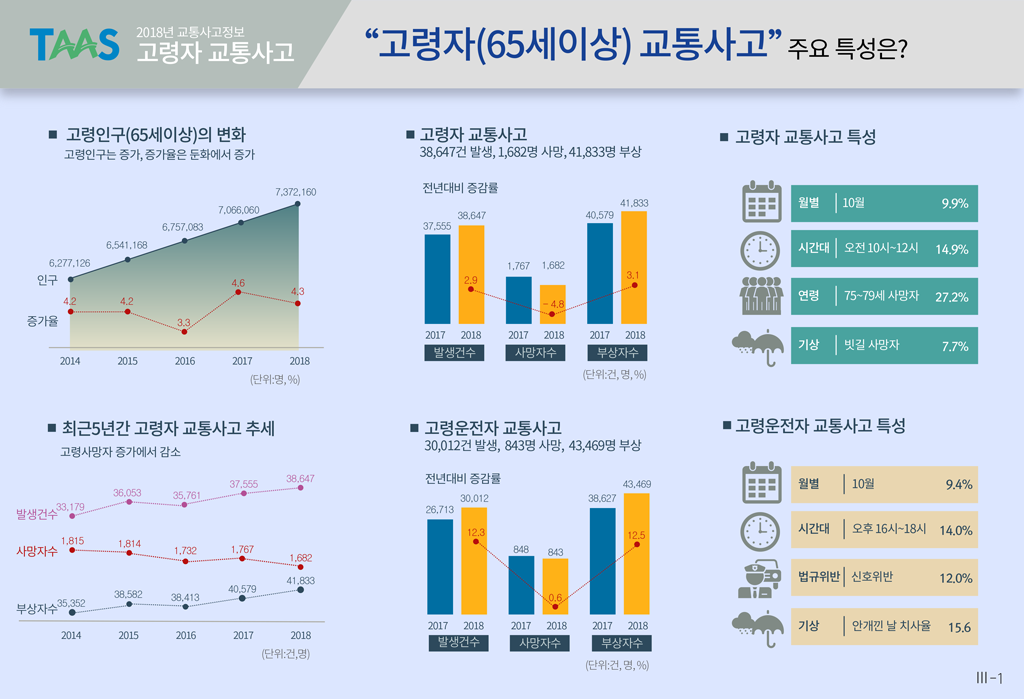 TAAS
2018년 교통사고정보
고령자 교통사고
“고령자(65세이상) 교통사고” 주요 특성은?
■ 고령인구(65세이상)의 변화
고령인구는 증가, 증가율은 둔화에서 증가
7,372,160
7,066,060
6,757,083
6,541,168
6,277,126
인구
4.2
4.2
3.3
4.6
4.3
증가율
2014
2015
2016
2017
2018
(단위:명, %)
■ 고령자 교통사고
38,647건 발생, 1,682명 사망, 41,833명 부상
전년대비 증감률
37,555
38,647
1,767
1,682
40,579
41,833
2.9
－4.8
3.1
2017
2018
2017
2018
2017
2018
발생건수
사망자수
부상자수
(단위:건, 명, %)
■ 고령자 교통사고 특성
월별 10월 9.9%
시간대 오전 10시~12시 14.9%
연령 75~79세 사망자 27.2%
기상 빗길 사망자 7.7%
■ 최근5년간 고령자 교통사고 추세
고령사망자 증가에서 감소
발생건수
33,179
36,053
35,761
37,555
38,647
사망자수
1,815
1,814
1,732
1,767
1,682
부상자수
35,352
38,582
38,413
40,579
41,833
2014
2015
2016
2017
2018
(단위:건,명)
■ 고령운전자 교통사고
30,012건 발생, 843명 사망, 43,469명 부상
전년대비 증감률
26,713
30,012
848
843
38,627
43,469
12.3
0.6
12.5
2017
2018
2017
2018
2017
2018
발생건수
사망자수
부상자수
(단위:건, 명, %)
■ 고령운전자 교통사고 특성
월별 10월 9.4%
시간대 오후 16시~18시 14.0%
법규위반 신호위반 12.0%
기상 안개낀 날 치사율 15.6
Ⅲ-1